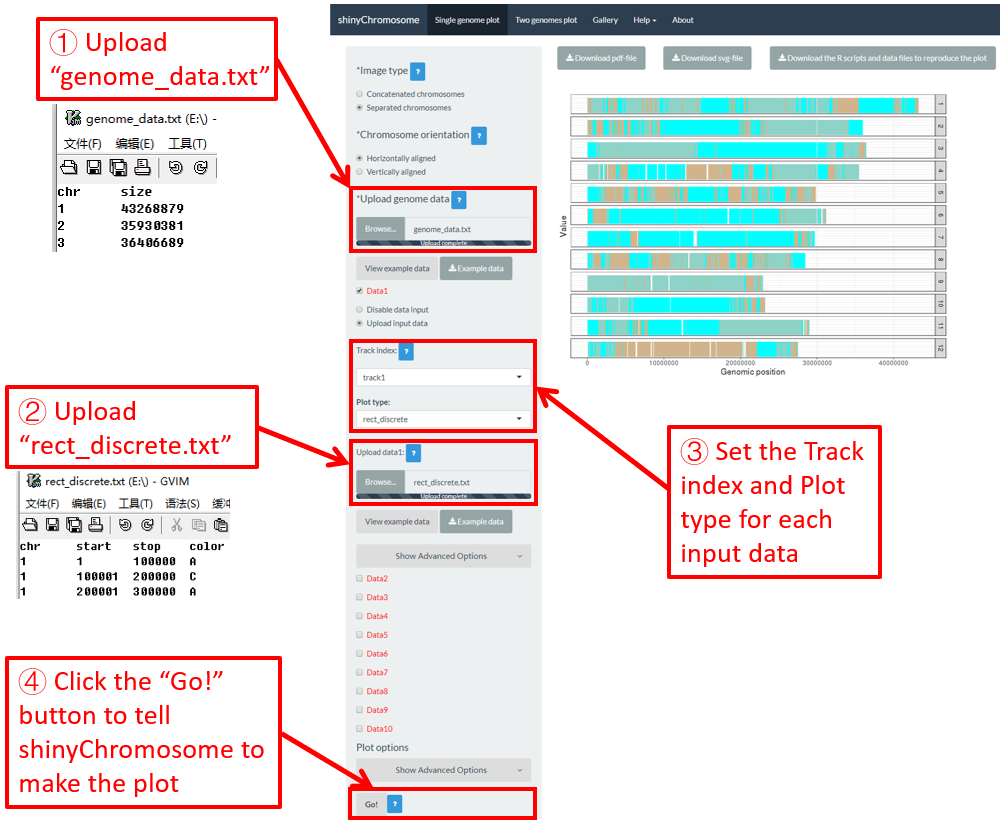 ① Upload
“genome_data.txt”
genome_data.txt (E:\) -
文件(F) 编辑(E) 工具(T)
chr size
1 43268879
2 35930381
3 36406689
② Upload
“rect_discrete.txt”
rect_discrete.txt (E:\) - GVIM
文件(F) 编辑(E) 工具(T) 语法(S) 缓冲
chr start stop color
1 1 100000 A
1 100001 200000 C
1 200001 300000 A
④ Click the “Go!”
button to tell
shinyChromosome to
make the plot
shinyChromosome Single genome plot Two genomes plot Gallery Help About
*Image type ?
Concatenated chromosomes
Separated chromosomes
*Chromosome orientation ?
Horizontally aligned
Vertically aligned
*Upload genome data ?
Browse... genome_data.txt
Upload complete
View example data Example data
Data1
Disable data input
Upload input data
Track index: ?
track1
Plot type:
rect_discrete
Upload data1: ?
Browse... rect_discrete.txt
Upload complete
View example data Example data
Show Advanced Options
Data2
Data3
Data4
Data5
Data6
Data7
Data8
Data9
Data10
Plot options
Show Advanced Options
Go! ?
Download pdf-file Download svg-file Download the R scripts and data files to reproduce the plot
Value
1
2
3
4
5
6
7
8
9
10
11
12
0 10000000 20000000 30000000 40000000
Genomic position
③ Set the Track
index and Plot
type for each
input data